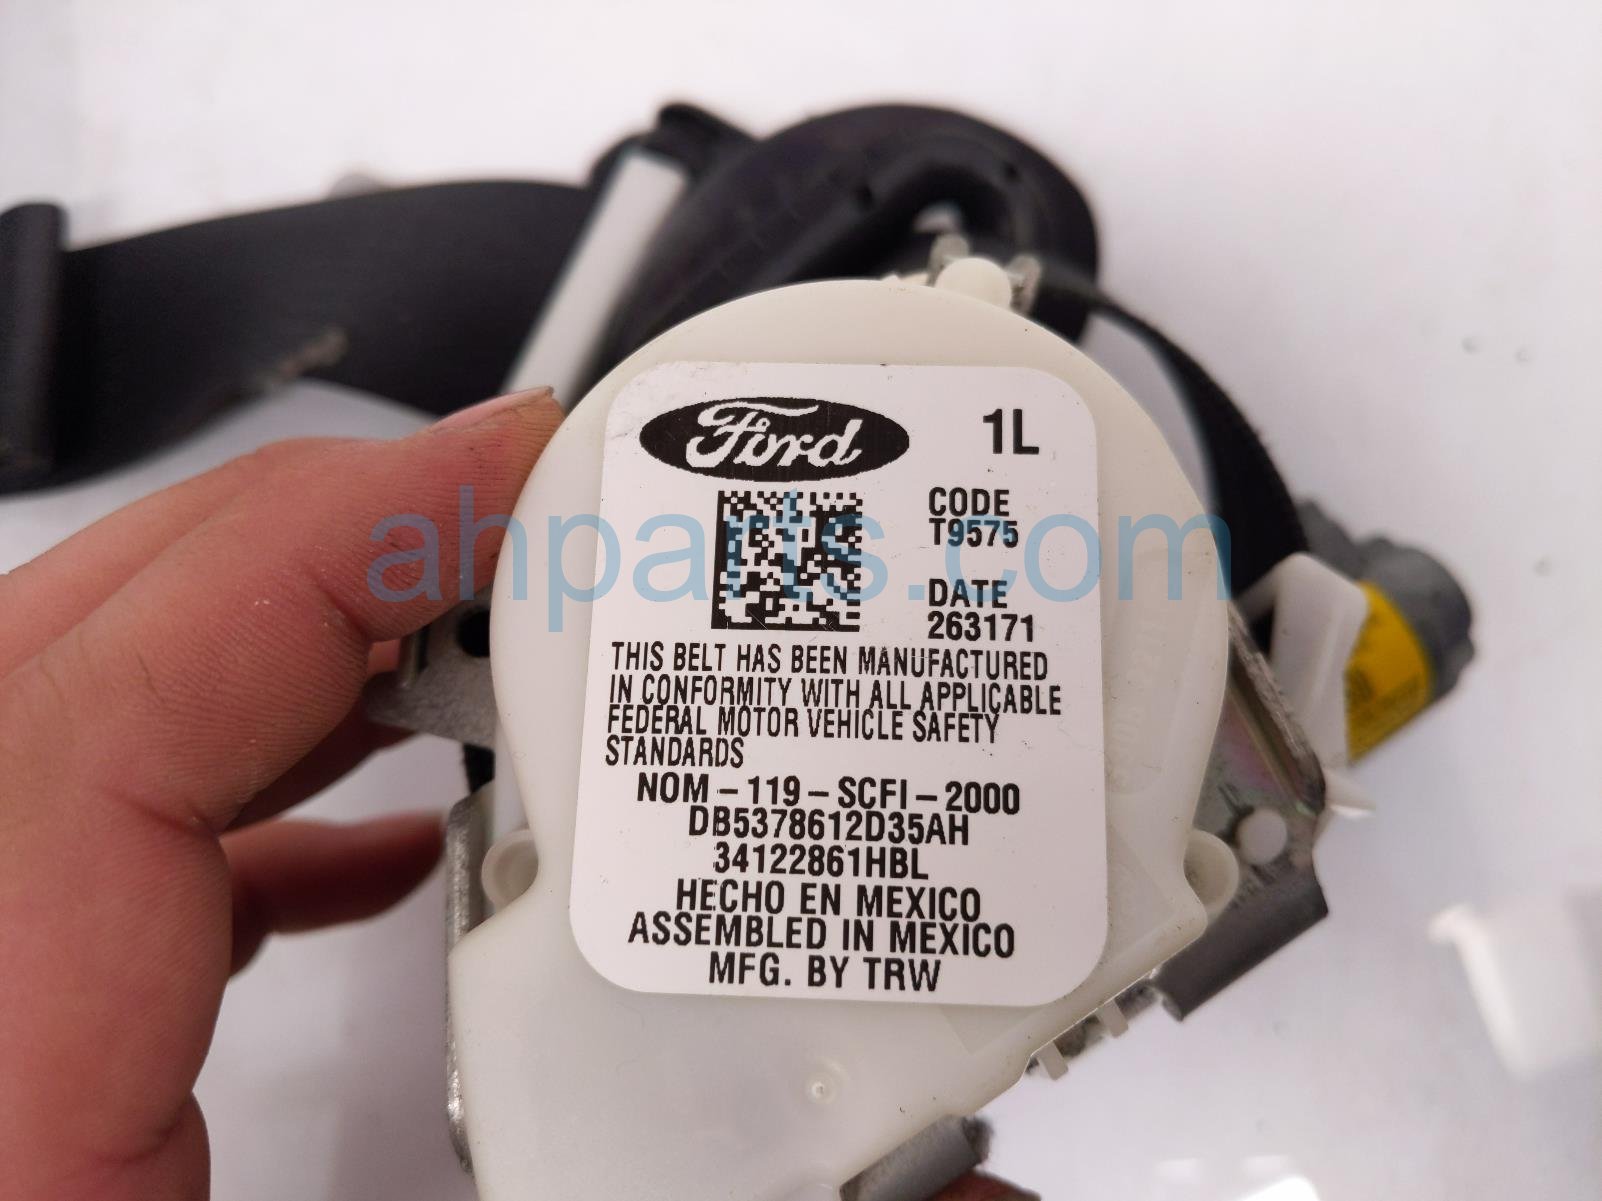 Ford
1L
CODE
T9575
DATE
263171
THIS BELT HAS BEEN MANUFACTURED
IN CONFORMITY WITH ALL APPLICABLE
FEDERAL MOTOR VEHICLE SAFETY
STANDARDS
NOM - 119 - SCFI - 2000
DB5378612D35AH
34122861HBL
HECHO EN MEXICO
ASSEMBLED IN MEXICO
MFG. BY TRW
ahparts.com